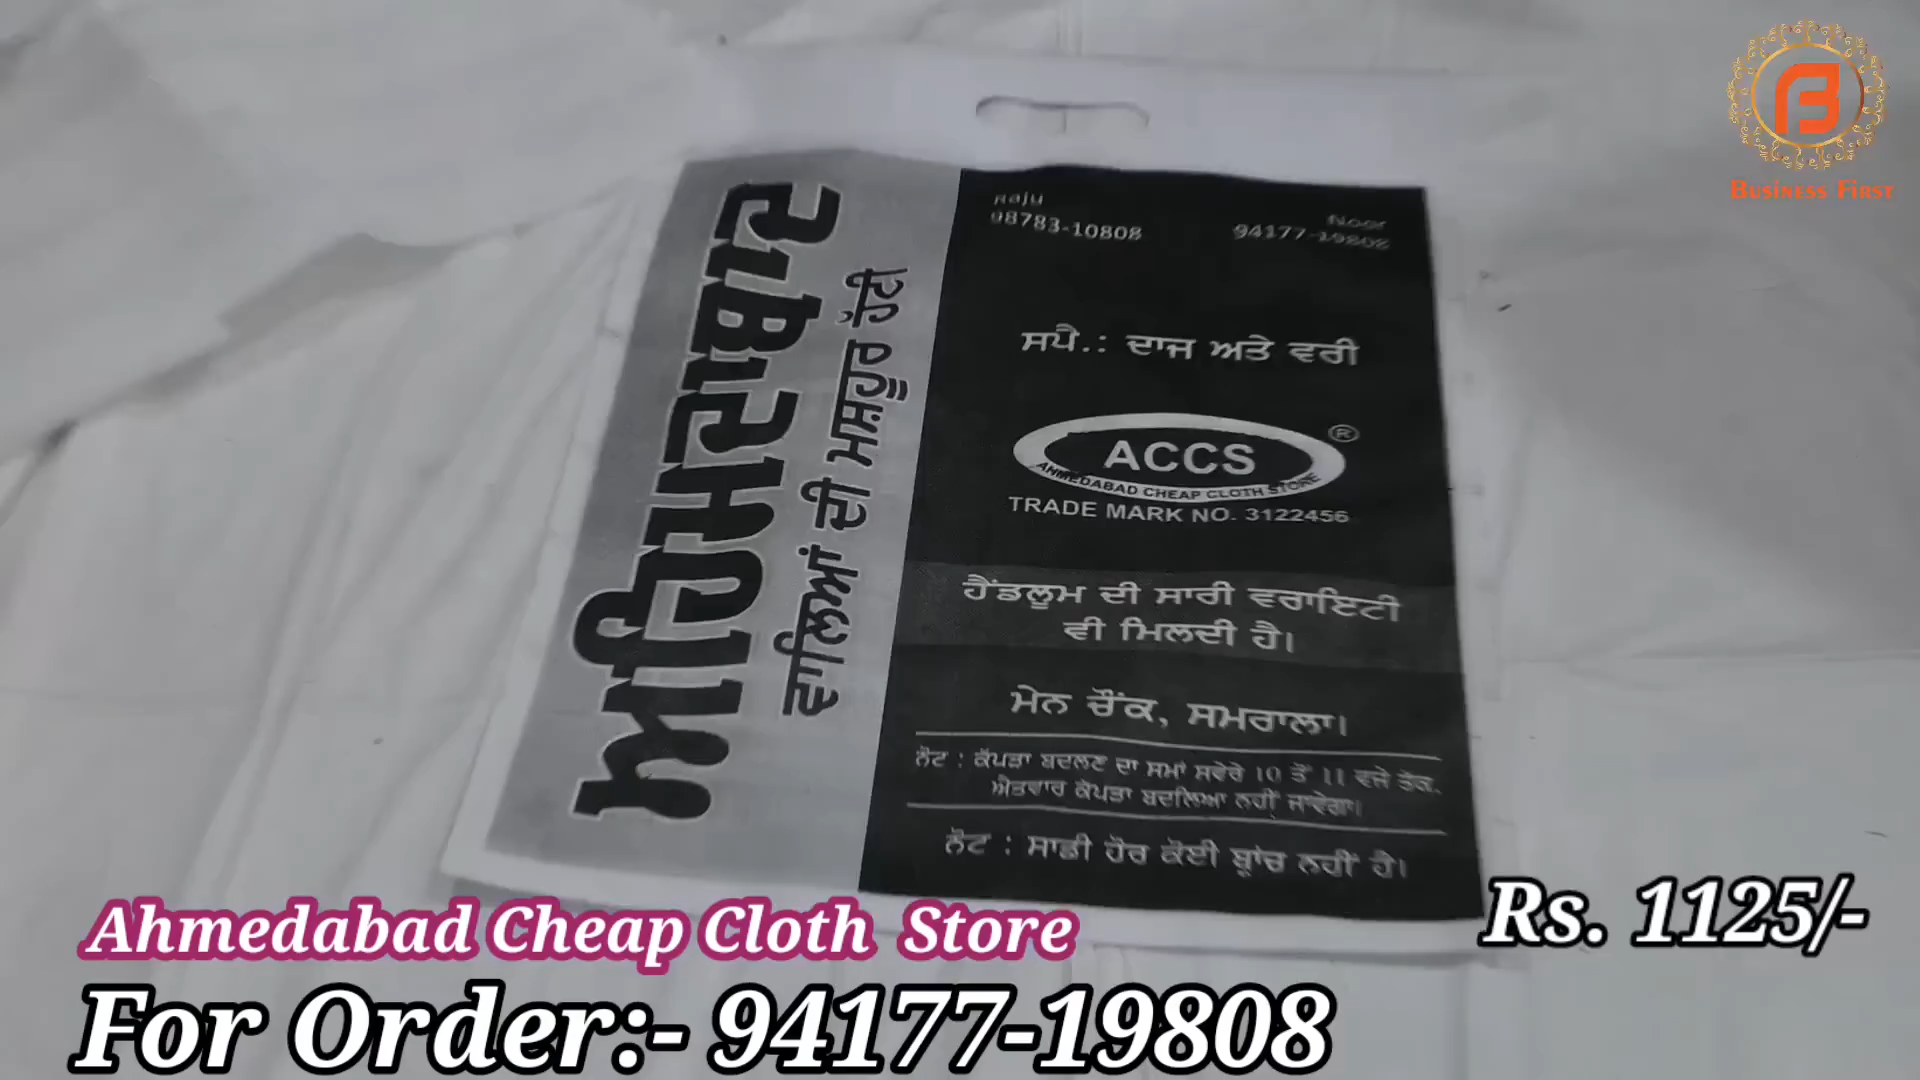 BUSINESS FIRST
ਅਹਿਮਦਾਬਾਦ
ਵਾਲਿਆਂ ਦੀ ਮਸ਼ਹੂਰ ਹੱਟੀ
Raju
98783-10808
Noor
94177-19808
ਸਪੈ.: ਦਾਜ ਅਤੇ ਵਰੀ
ACCS
®
AHMEDABAD CHEAP CLOTH STORE
TRADE MARK NO. 3122456
ਹੈਂਡਲੂਮ ਦੀ ਸਾਰੀ ਵਰਾਇਟੀ
ਵੀ ਮਿਲਦੀ ਹੈ।
ਮੇਨ ਚੌਂਕ, ਸਮਰਾਲਾ।
ਨੋਟ : ਕੱਪੜਾ ਬਦਲਣ ਦਾ ਸਮਾਂ ਸਵੇਰੇ 10 ਤੋਂ 11 ਵਜੇ ਤੱਕ,
ਐਤਵਾਰ ਕੱਪੜਾ ਬਦਲਿਆ ਨਹੀਂ ਜਾਵੇਗਾ।
ਨੋਟ : ਸਾਡੀ ਹੋਰ ਕੋਈ ਬ੍ਰਾਂਚ ਨਹੀਂ ਹੈ।
Ahmedabad Cheap Cloth Store
Rs. 1125/-
For Order:- 94177-19808